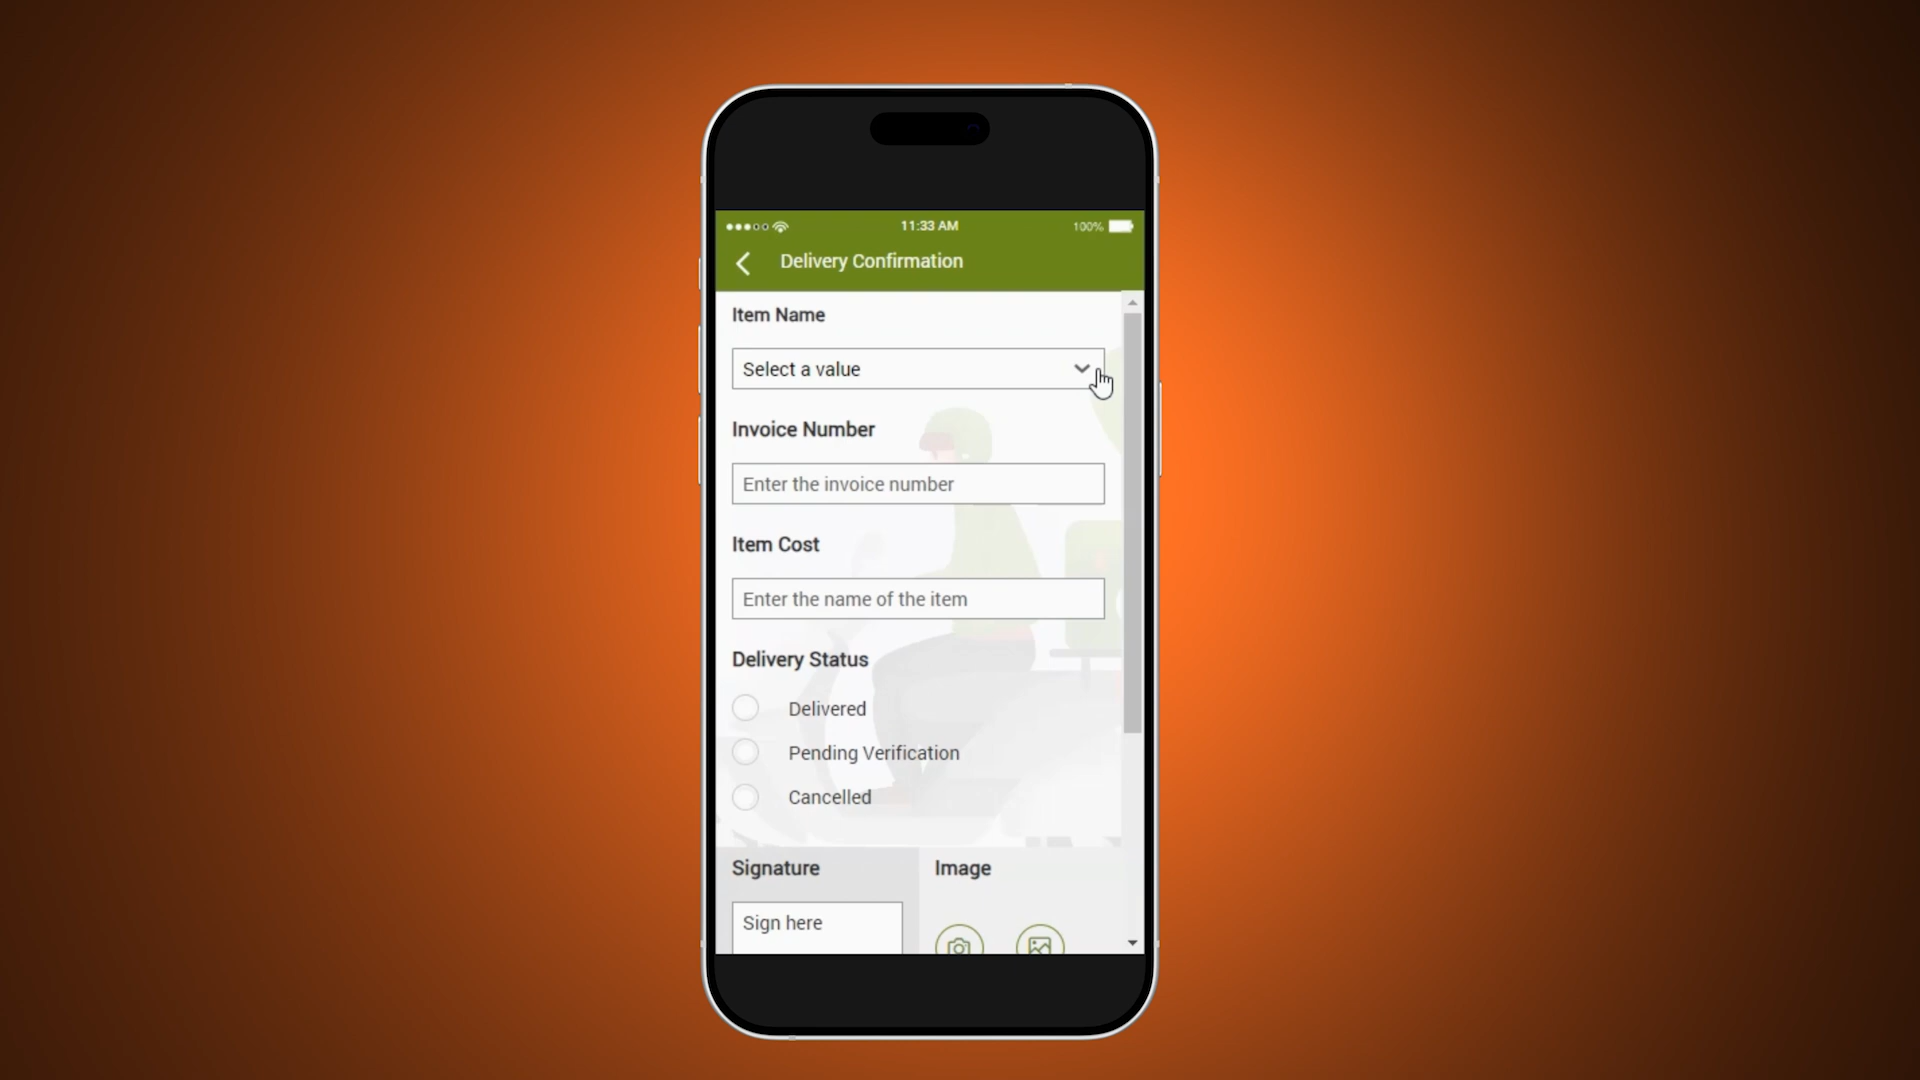 11:33 AM
100%
Delivery Confirmation
Item Name
Select a value
Invoice Number
Enter the invoice number
Item Cost
Enter the name of the item
Delivery Status
Delivered
Pending Verification
Cancelled
Signature
Image
Sign here